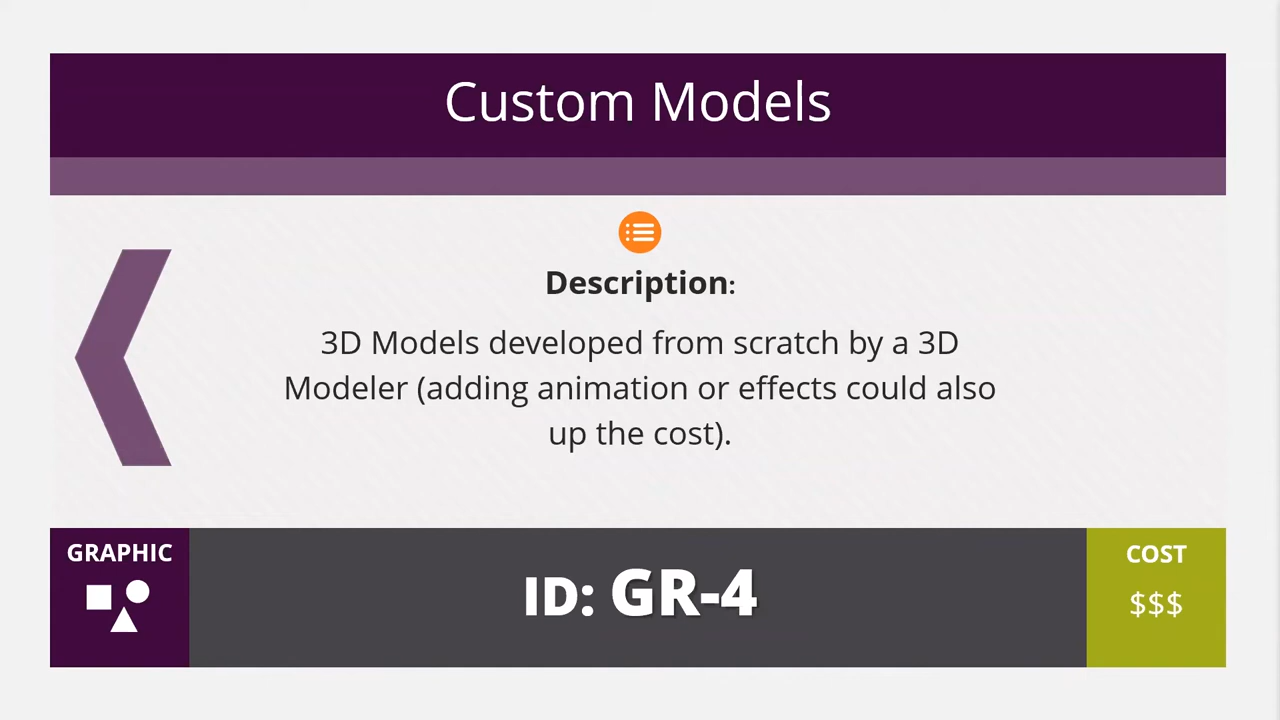 Custom Models
Description:
3D Models developed from scratch by a 3D
Modeler (adding animation or effects could also
up the cost).
GRAPHIC
ID: GR-4
COST
$$$